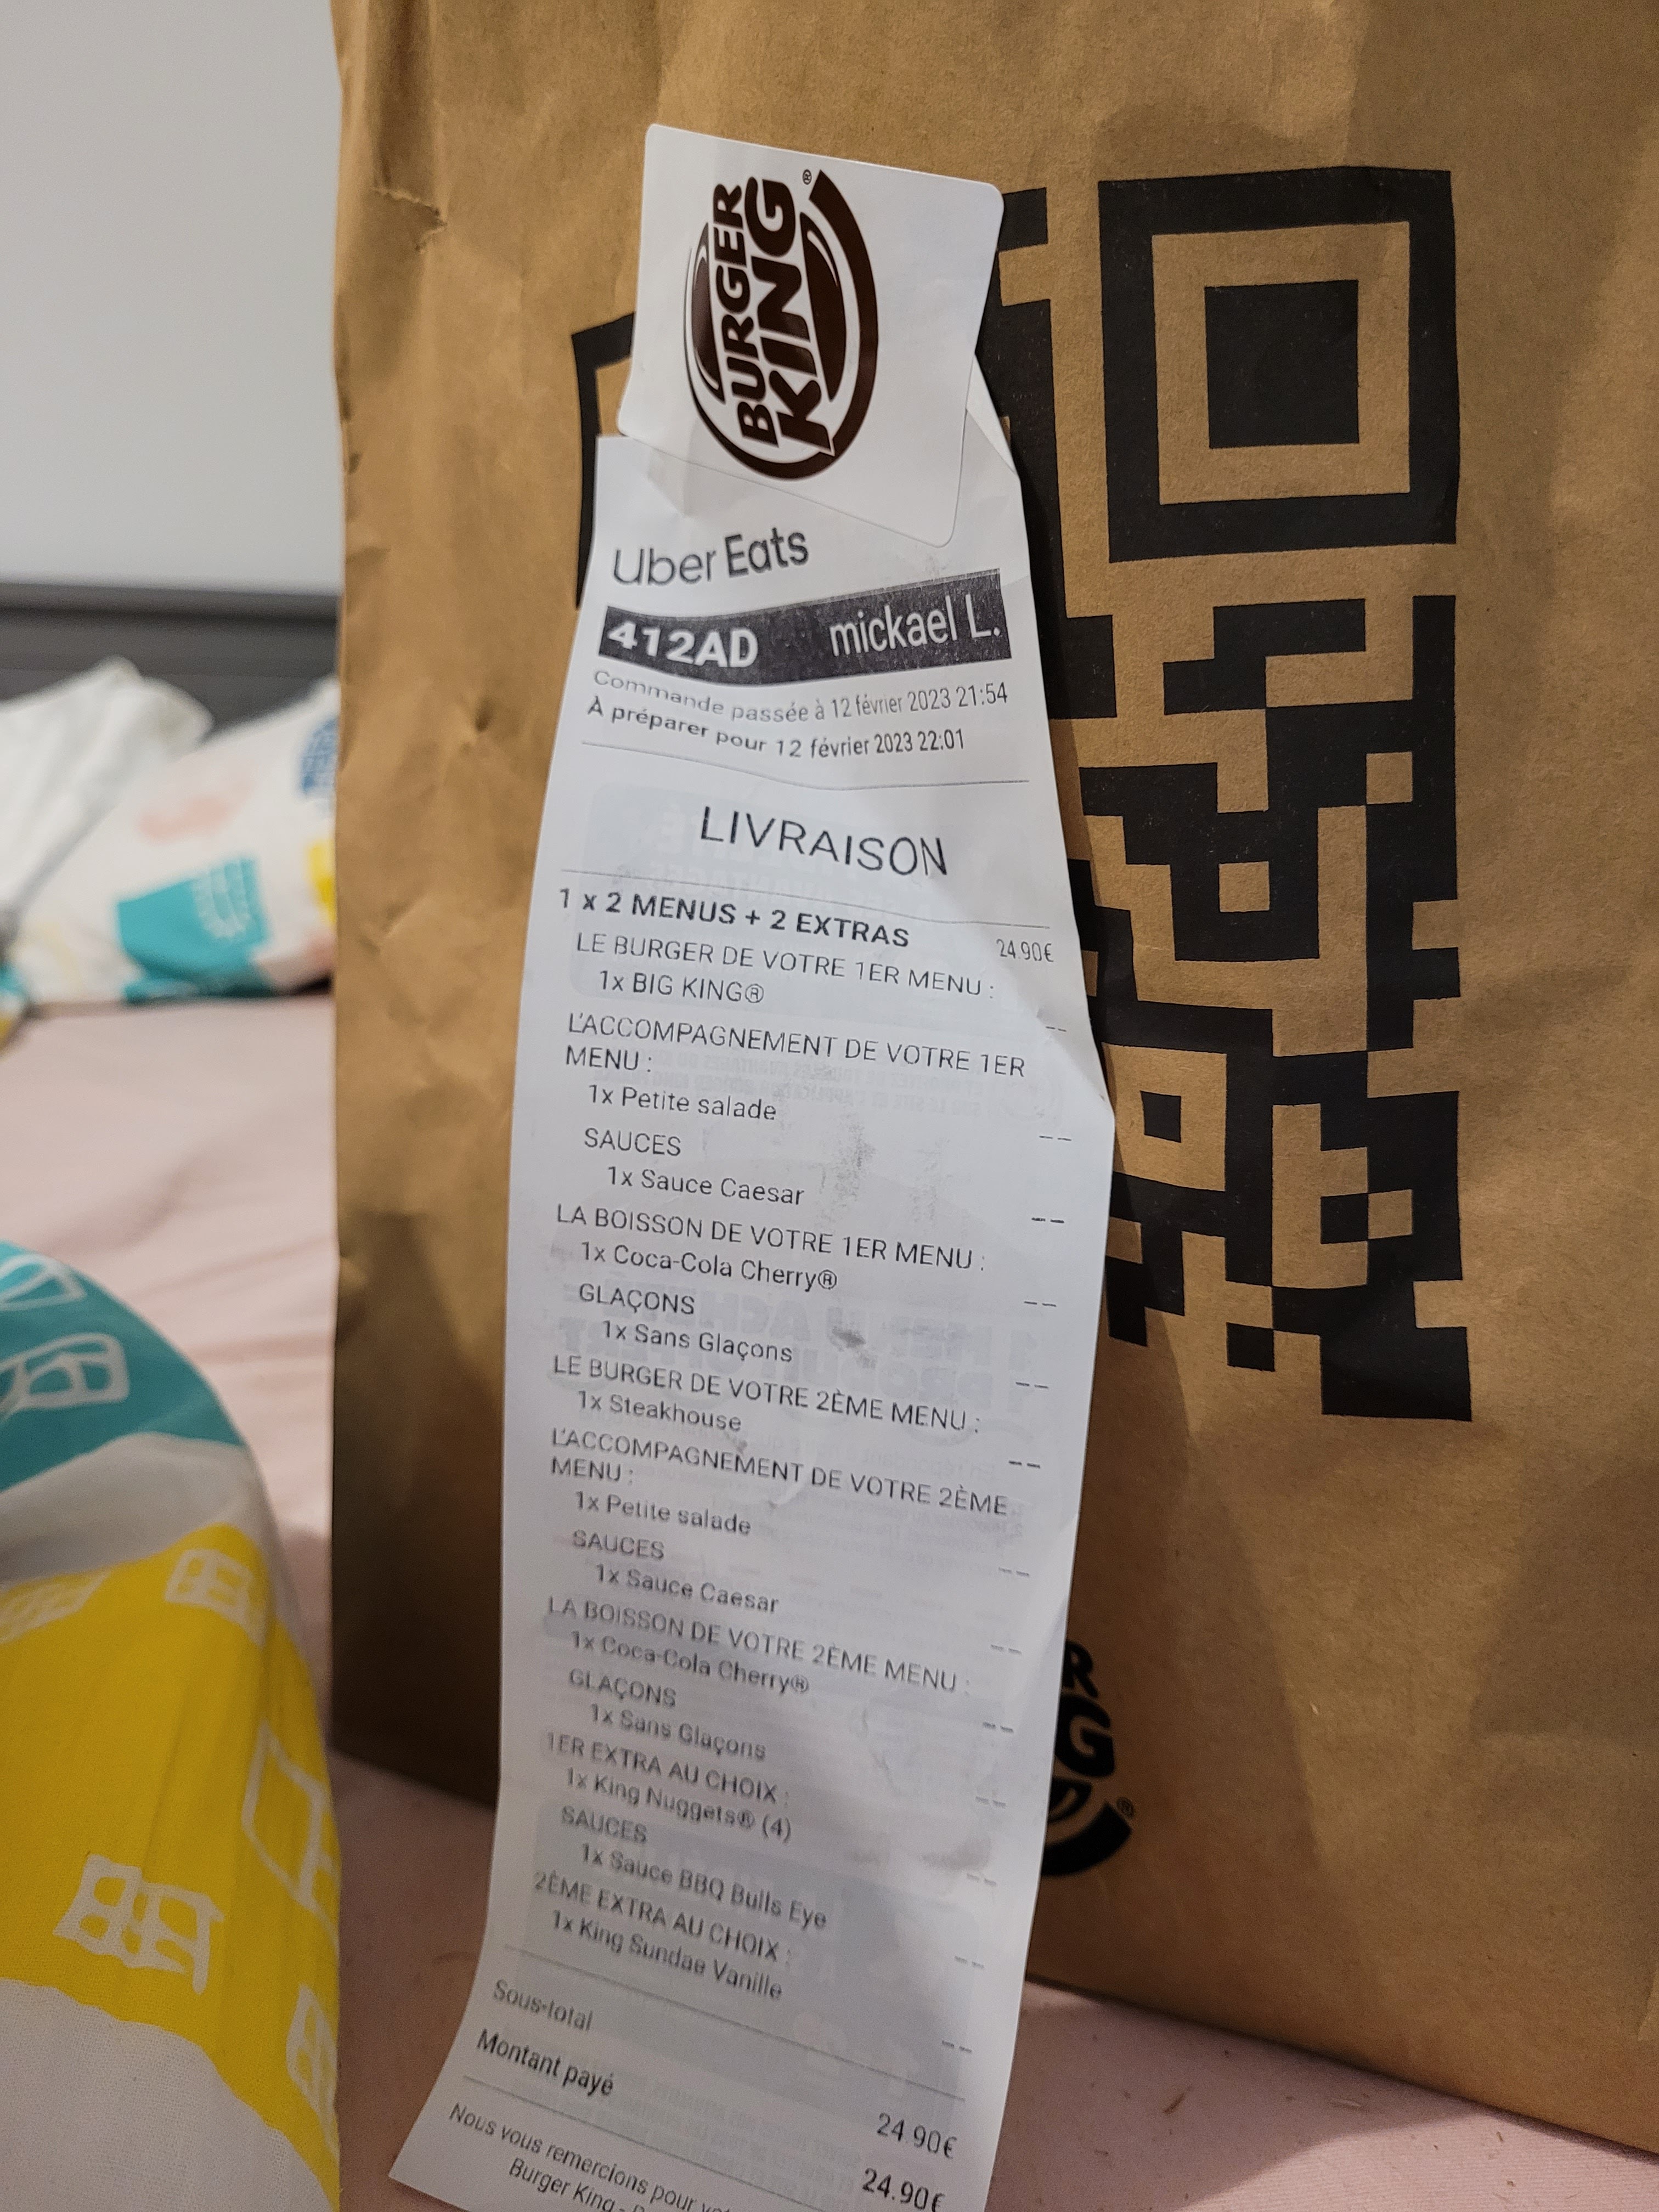 BURGER
KING®
Uber Eats
412AD mickael L.
Commande passée à 12 février 2023 21:54
À préparer pour 12 février 2023 22:01
LIVRAISON
1 x 2 MENUS + 2 EXTRAS 24.90€
LE BURGER DE VOTRE 1ER MENU :
1x BIG KING® --
L'ACCOMPAGNEMENT DE VOTRE 1ER
MENU :
1x Petite salade --
SAUCES
1x Sauce Caesar --
LA BOISSON DE VOTRE 1ER MENU :
1x Coca-Cola Cherry® --
GLAÇONS
1x Sans Glaçons --
LE BURGER DE VOTRE 2ÈME MENU :
1x Steakhouse --
L'ACCOMPAGNEMENT DE VOTRE 2ÈME
MENU :
1x Petite salade --
SAUCES
1x Sauce Caesar --
LA BOISSON DE VOTRE 2ÈME MENU :
1x Coca-Cola Cherry® --
GLAÇONS
1x Sans Glaçons --
1ER EXTRA AU CHOIX :
1x King Nuggets® (4) --
SAUCES
1x Sauce BBQ Bulls Eye --
2ÈME EXTRA AU CHOIX :
1x King Sundae Vanille --
Sous-total 24.90€
Montant payé 24.90€
Nous vous remercions pour
Burger King -
R
G
®